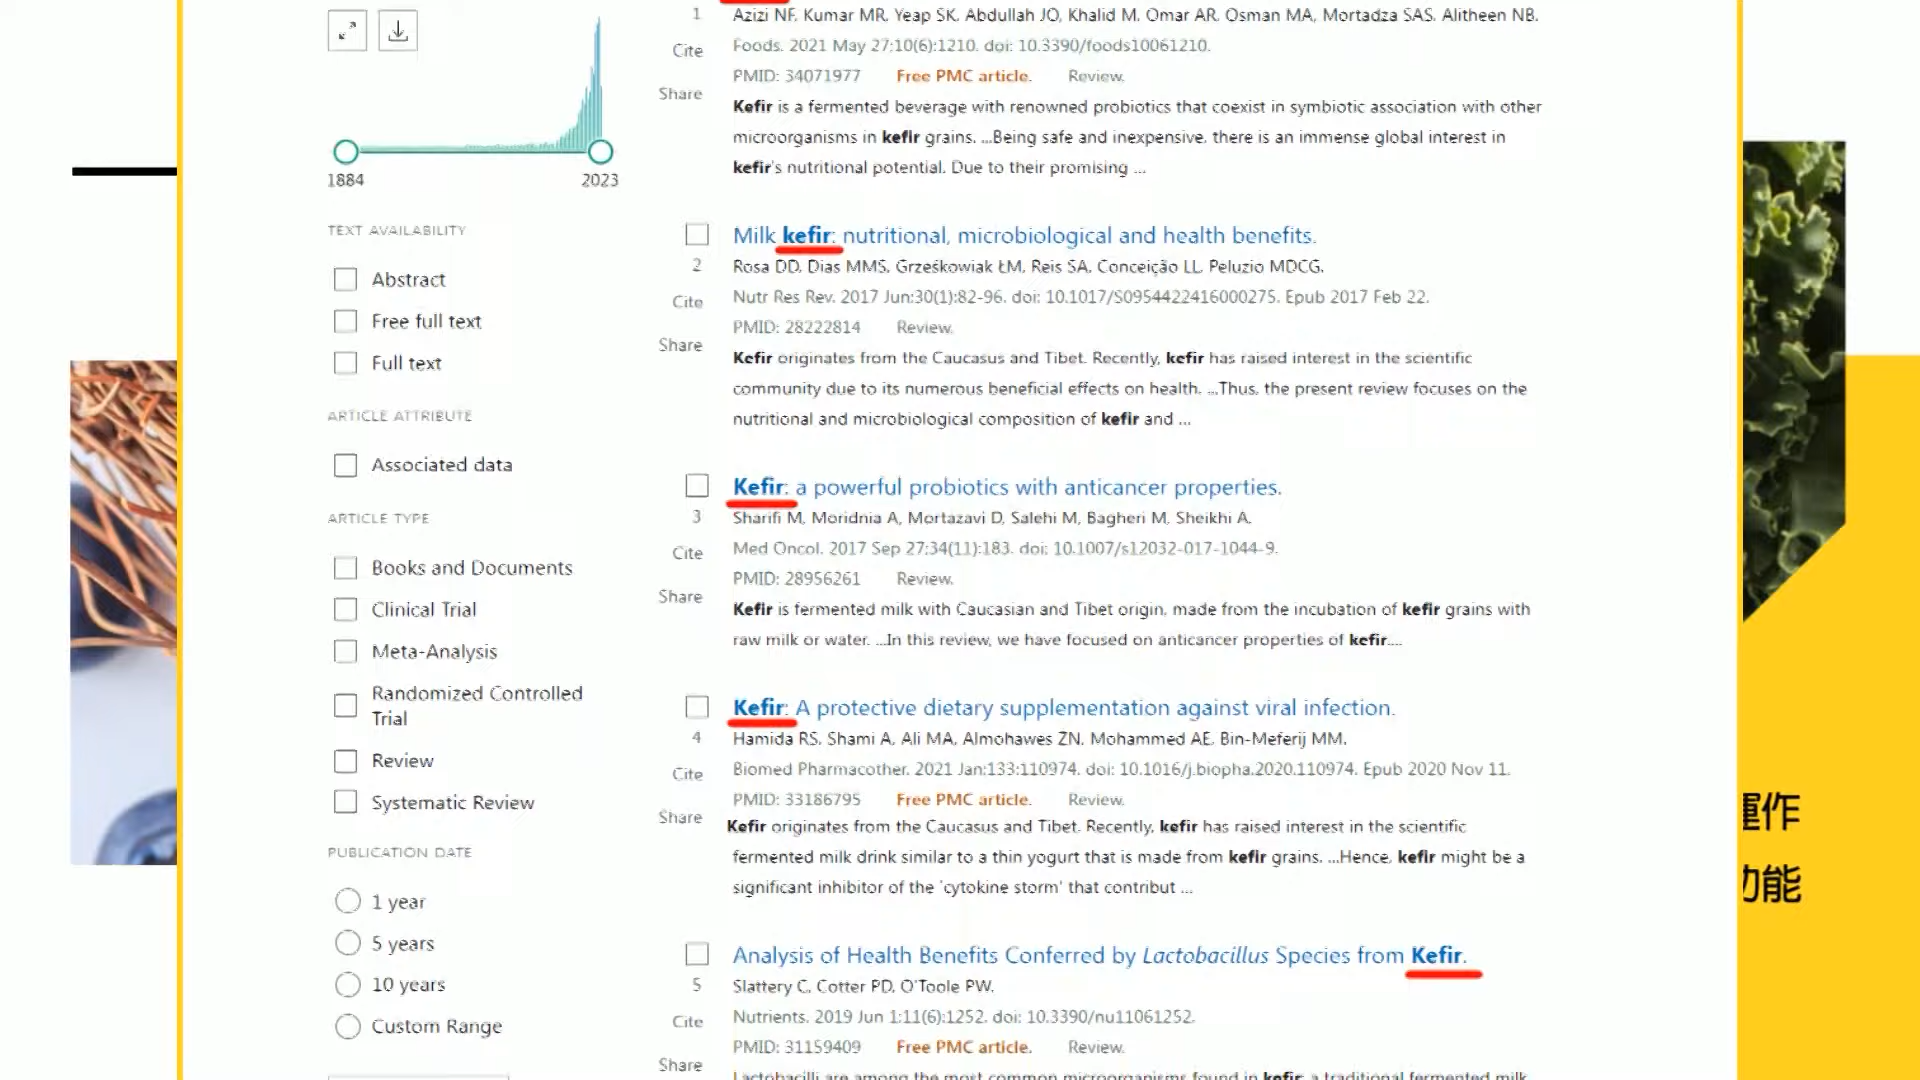 1884
2023
TEXT AVAILABILITY
Abstract
Free full text
Full text
ARTICLE ATTRIBUTE
Associated data
ARTICLE TYPE
Books and Documents
Clinical Trial
Meta-Analysis
Randomized Controlled
Trial
Review
Systematic Review
PUBLICATION DATE
1 year
5 years
10 years
Custom Range
1
Cite
Share
Azizi NF, Kumar MR, Yeap SK, Abdullah JO, Khalid M, Omar AR, Osman MA, Mortadza SAS, Alitheen NB.
Foods. 2021 May 27;10(6):1210. doi: 10.3390/foods10061210.
PMID: 34071977 Free PMC article. Review.
Kefir is a fermented beverage with renowned probiotics that coexist in symbiotic association with other
microorganisms in kefir grains. ...Being safe and inexpensive, there is an immense global interest in
kefir's nutritional potential. Due to their promising ...
2
Cite
Share
Milk kefir: nutritional, microbiological and health benefits.
Rosa DD, Dias MMS, Grześkowiak ŁM, Reis SA, Conceição LL, Peluzio MDCG.
Nutr Res Rev. 2017 Jun;30(1):82-96. doi: 10.1017/S0954422416000275. Epub 2017 Feb 22.
PMID: 28222814 Review.
Kefir originates from the Caucasus and Tibet. Recently, kefir has raised interest in the scientific
community due to its numerous beneficial effects on health. ...Thus, the present review focuses on the
nutritional and microbiological composition of kefir and ...
3
Cite
Share
Kefir: a powerful probiotics with anticancer properties.
Sharifi M, Moridnia A, Mortazavi D, Salehi M, Bagheri M, Sheikhi A.
Med Oncol. 2017 Sep 27;34(11):183. doi: 10.1007/s12032-017-1044-9.
PMID: 28956261 Review.
Kefir is fermented milk with Caucasian and Tibet origin, made from the incubation of kefir grains with
raw milk or water. ...In this review, we have focused on anticancer properties of kefir....
4
Cite
Share
Kefir: A protective dietary supplementation against viral infection.
Hamida RS, Shami A, Ali MA, Almohawes ZN, Mohammed AE, Bin-Meferij MM.
Biomed Pharmacother. 2021 Jan;133:110974. doi: 10.1016/j.biopha.2020.110974. Epub 2020 Nov 11.
PMID: 33186795 Free PMC article. Review.
Kefir originates from the Caucasus and Tibet. Recently, kefir has raised interest in the scientific
fermented milk drink similar to a thin yogurt that is made from kefir grains. ...Hence, kefir might be a
significant inhibitor of the 'cytokine storm' that contribut ...
5
Cite
Share
Analysis of Health Benefits Conferred by Lactobacillus Species from Kefir.
Slattery C, Cotter PD, O'Toole PW.
Nutrients. 2019 Jun 1;11(6):1252. doi: 10.3390/nu11061252.
PMID: 31159409 Free PMC article. Review.
Lactobacilli are among the most common microorganisms found in kefir; a traditional fermented milk
運作
功能